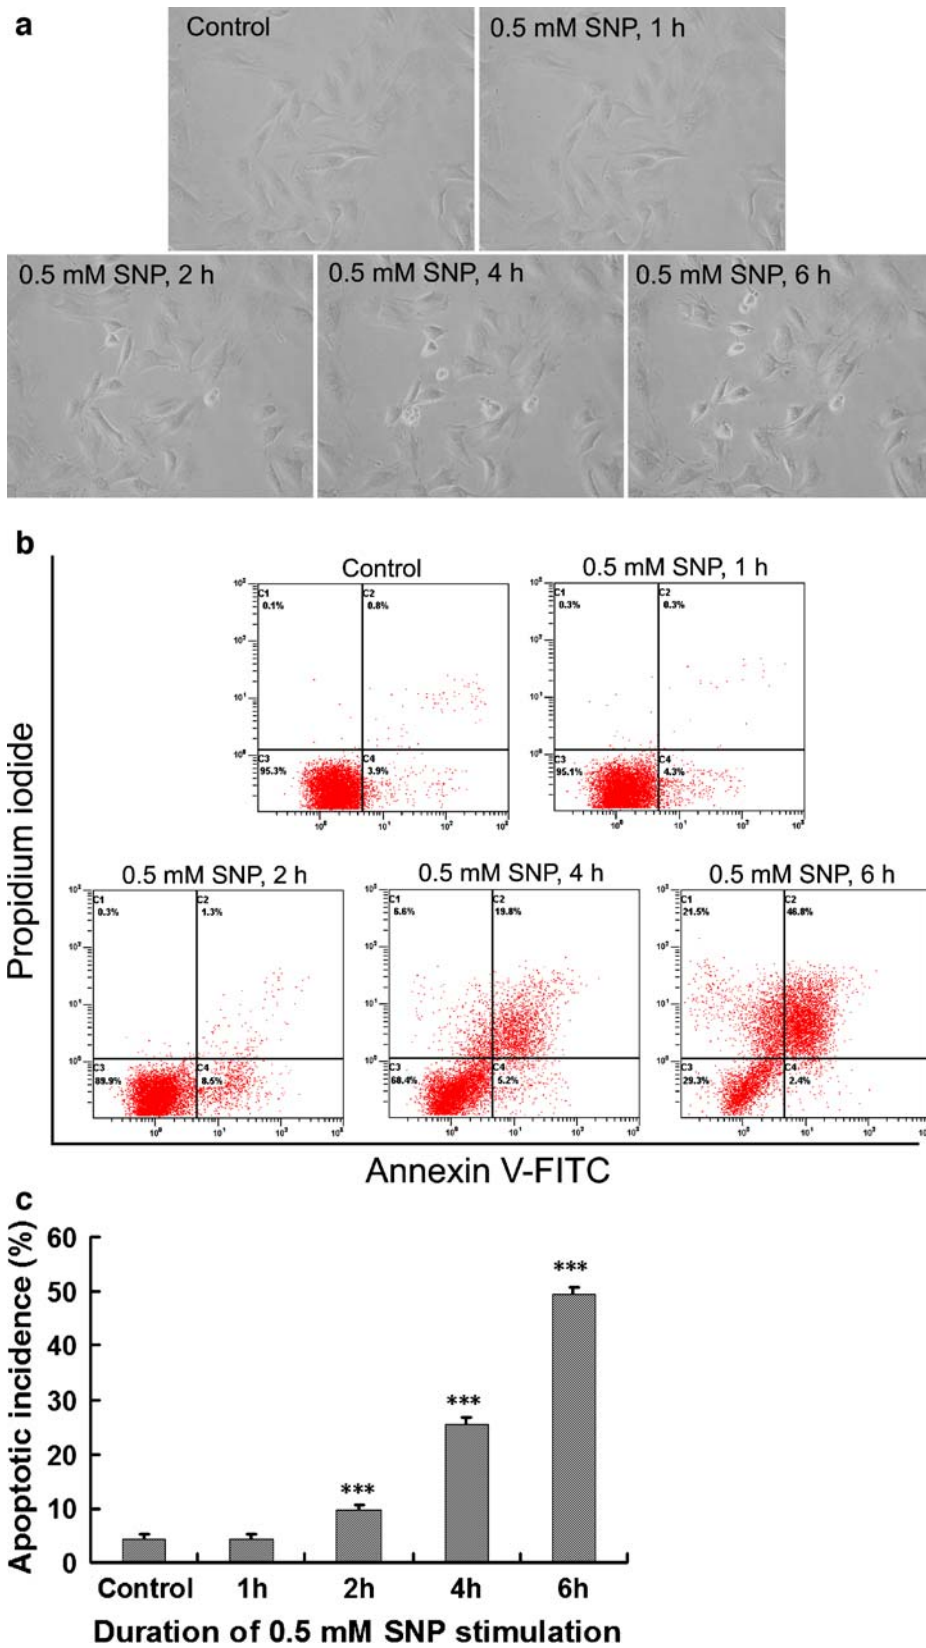 a
Control
0.5 mM SNP, 1 h
0.5 mM SNP, 2 h
0.5 mM SNP, 4 h
0.5 mM SNP, 6 h
b
Control
0.5 mM SNP, 1 h
C1
0.1%
C2
0.8%
C3
95.3%
C4
3.9%
C1
0.3%
C2
0.3%
C3
95.1%
C4
4.3%
0.5 mM SNP, 2 h
0.5 mM SNP, 4 h
0.5 mM SNP, 6 h
C1
0.3%
C2
1.3%
C3
89.9%
C4
8.5%
C1
6.6%
C2
19.8%
C3
68.4%
C4
5.2%
C1
21.5%
C2
46.8%
C3
29.3%
C4
2.4%
Propidium iodide
Annexin V-FITC
c
Apoptotic incidence (%)
60
50
40
30
20
10
0
***
***
***
Control 1h 2h 4h 6h
Duration of 0.5 mM SNP stimulation